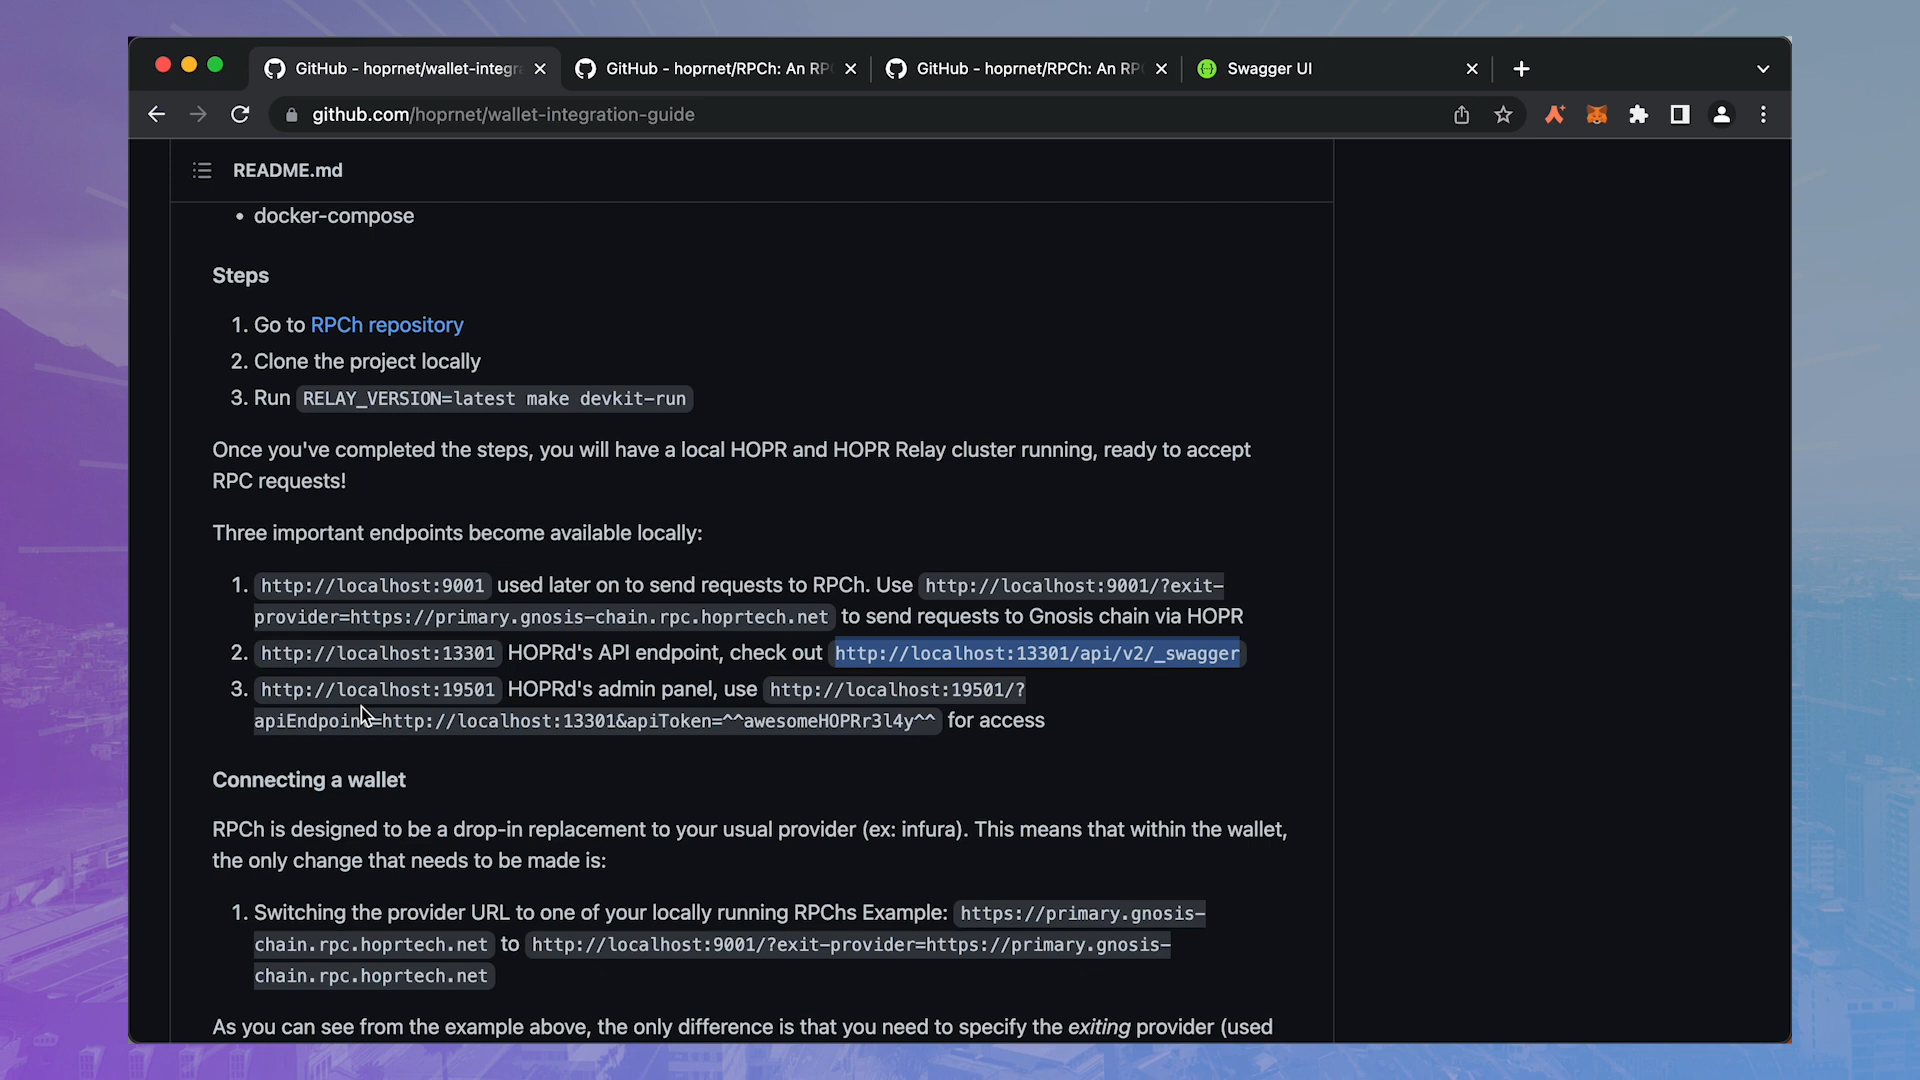 GitHub - hoprnet/wallet-integr
GitHub - hoprnet/RPCh: An RP
GitHub - hoprnet/RPCh: An RP
Swagger UI
github.com/hoprnet/wallet-integration-guide
README.md
• docker-compose
Steps
1. Go to RPCh repository
2. Clone the project locally
3. Run RELAY_VERSION=latest make devkit-run
Once you've completed the steps, you will have a local HOPR and HOPR Relay cluster running, ready to accept
RPC requests!
Three important endpoints become available locally:
1. http://localhost:9001 used later on to send requests to RPCh. Use http://localhost:9001/?exit-
provider=https://primary.gnosis-chain.rpc.hoprtech.net to send requests to Gnosis chain via HOPR
2. http://localhost:13301 HOPRd's API endpoint, check out http://localhost:13301/api/v2/_swagger
3. http://localhost:19501 HOPRd's admin panel, use http://localhost:19501/?
apiEndpoint=http://localhost:13301&apiToken=^^awesomeHOPRr3l4y^^ for access
Connecting a wallet
RPCh is designed to be a drop-in replacement to your usual provider (ex: infura). This means that within the wallet,
the only change that needs to be made is:
1. Switching the provider URL to one of your locally running RPChs Example: https://primary.gnosis-
chain.rpc.hoprtech.net to http://localhost:9001/?exit-provider=https://primary.gnosis-
chain.rpc.hoprtech.net
As you can see from the example above, the only difference is that you need to specify the exiting provider (used